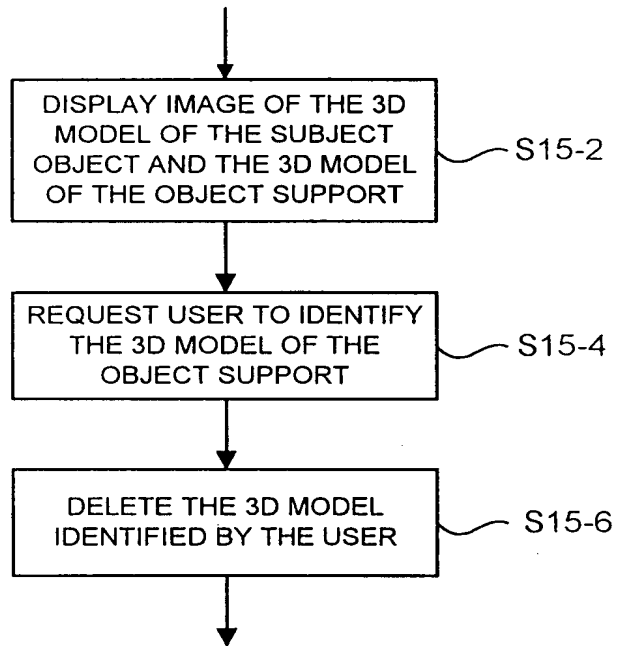 DISPLAY IMAGE OF THE 3D
MODEL OF THE SUBJECT
OBJECT AND THE 3D MODEL
OF THE OBJECT SUPPORT
S15-2
REQUEST USER TO IDENTIFY
THE 3D MODEL OF THE
OBJECT SUPPORT
S15-4
DELETE THE 3D MODEL
IDENTIFIED BY THE USER
S15-6